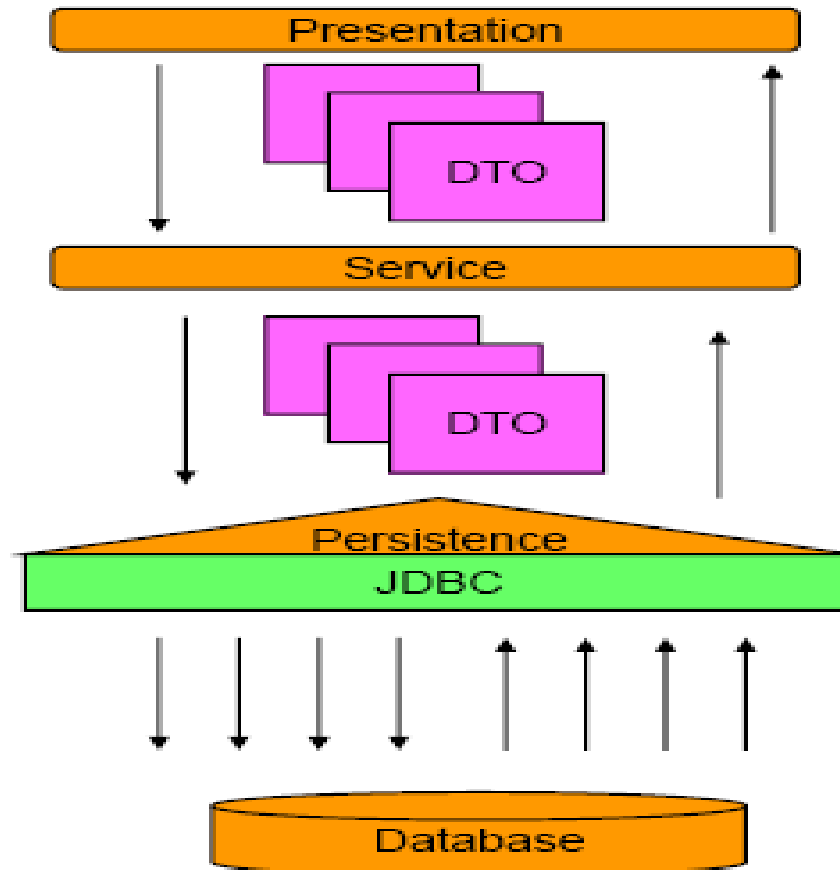 Presentation
DTO
Service
DTO
Persistence
JDBC
Database